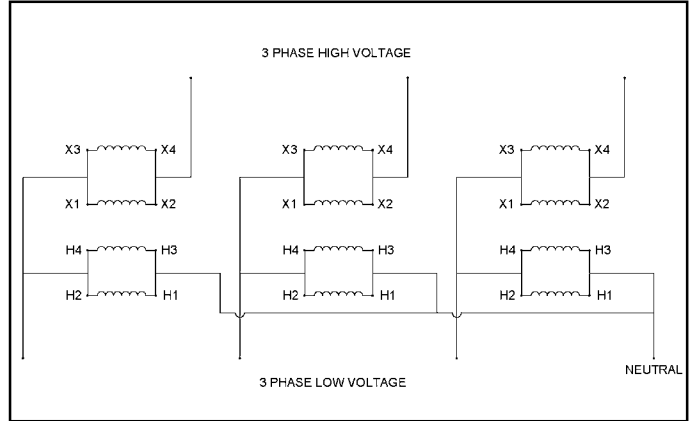 3 PHASE HIGH VOLTAGE
X3 X4 X3 X4 X3 X4
X1 X2 X1 X2 X1 X2
H4 H3 H4 H3 H4 H3
H2 H1 H2 H1 H2 H1
NEUTRAL
3 PHASE LOW VOLTAGE